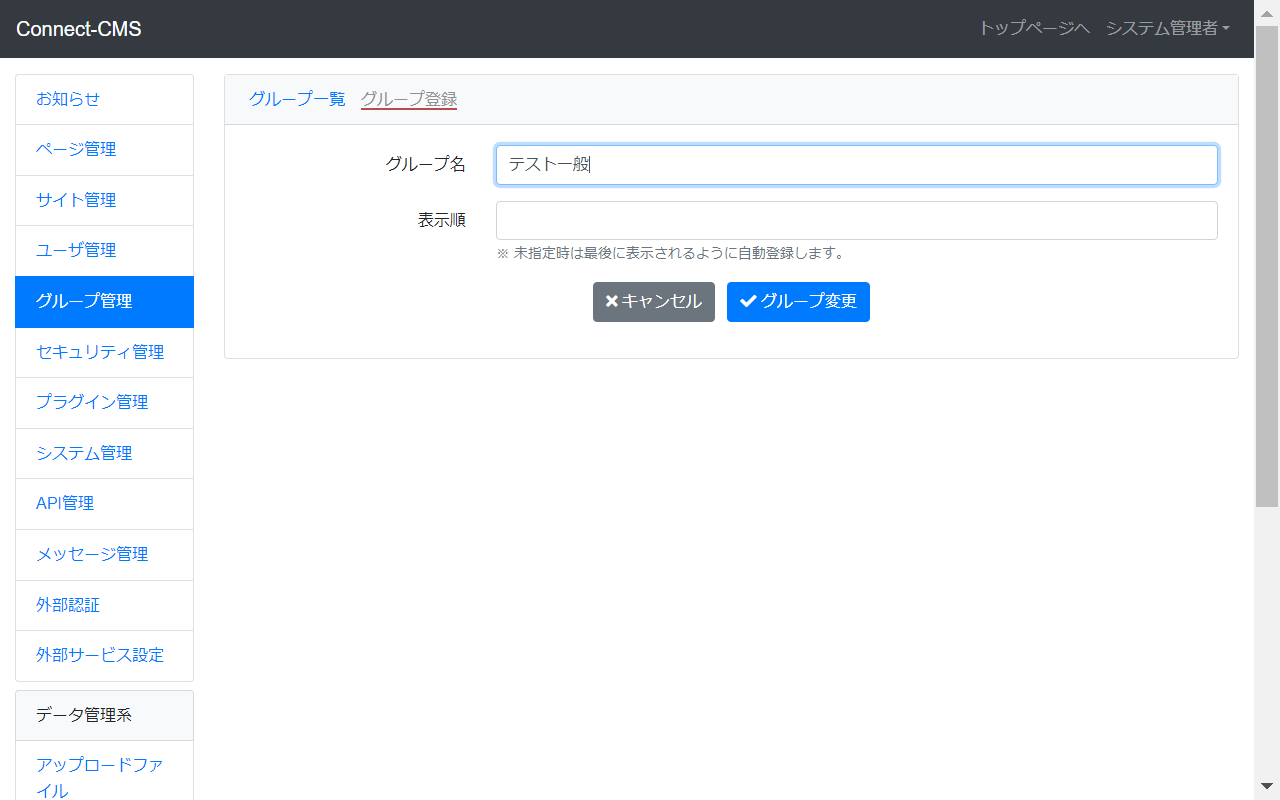 Connect-CMS
トップページへ システム管理者
お知らせ
ページ管理
サイト管理
ユーザ管理
グループ管理
セキュリティ管理
プラグイン管理
システム管理
API管理
メッセージ管理
外部認証
外部サービス設定
データ管理系
アップロードファ
イル
グループ一覧 グループ登録
グループ名 テスト一般
表示順
※ 未指定時は最後に表示されるように自動登録します。
キャンセル グループ変更